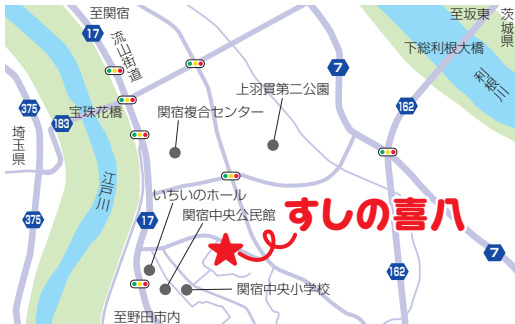 至関宿
至坂東
茨城県
17
流山街道
下総利根大橋
利根川
7
375
上羽貫第二公園
162
宝珠花橋
関宿複合センター
183
埼玉県
江戸川
いちいのホール
375
17
関宿中央公民館
すしの喜八
7
162
関宿中央小学校
至野田市内